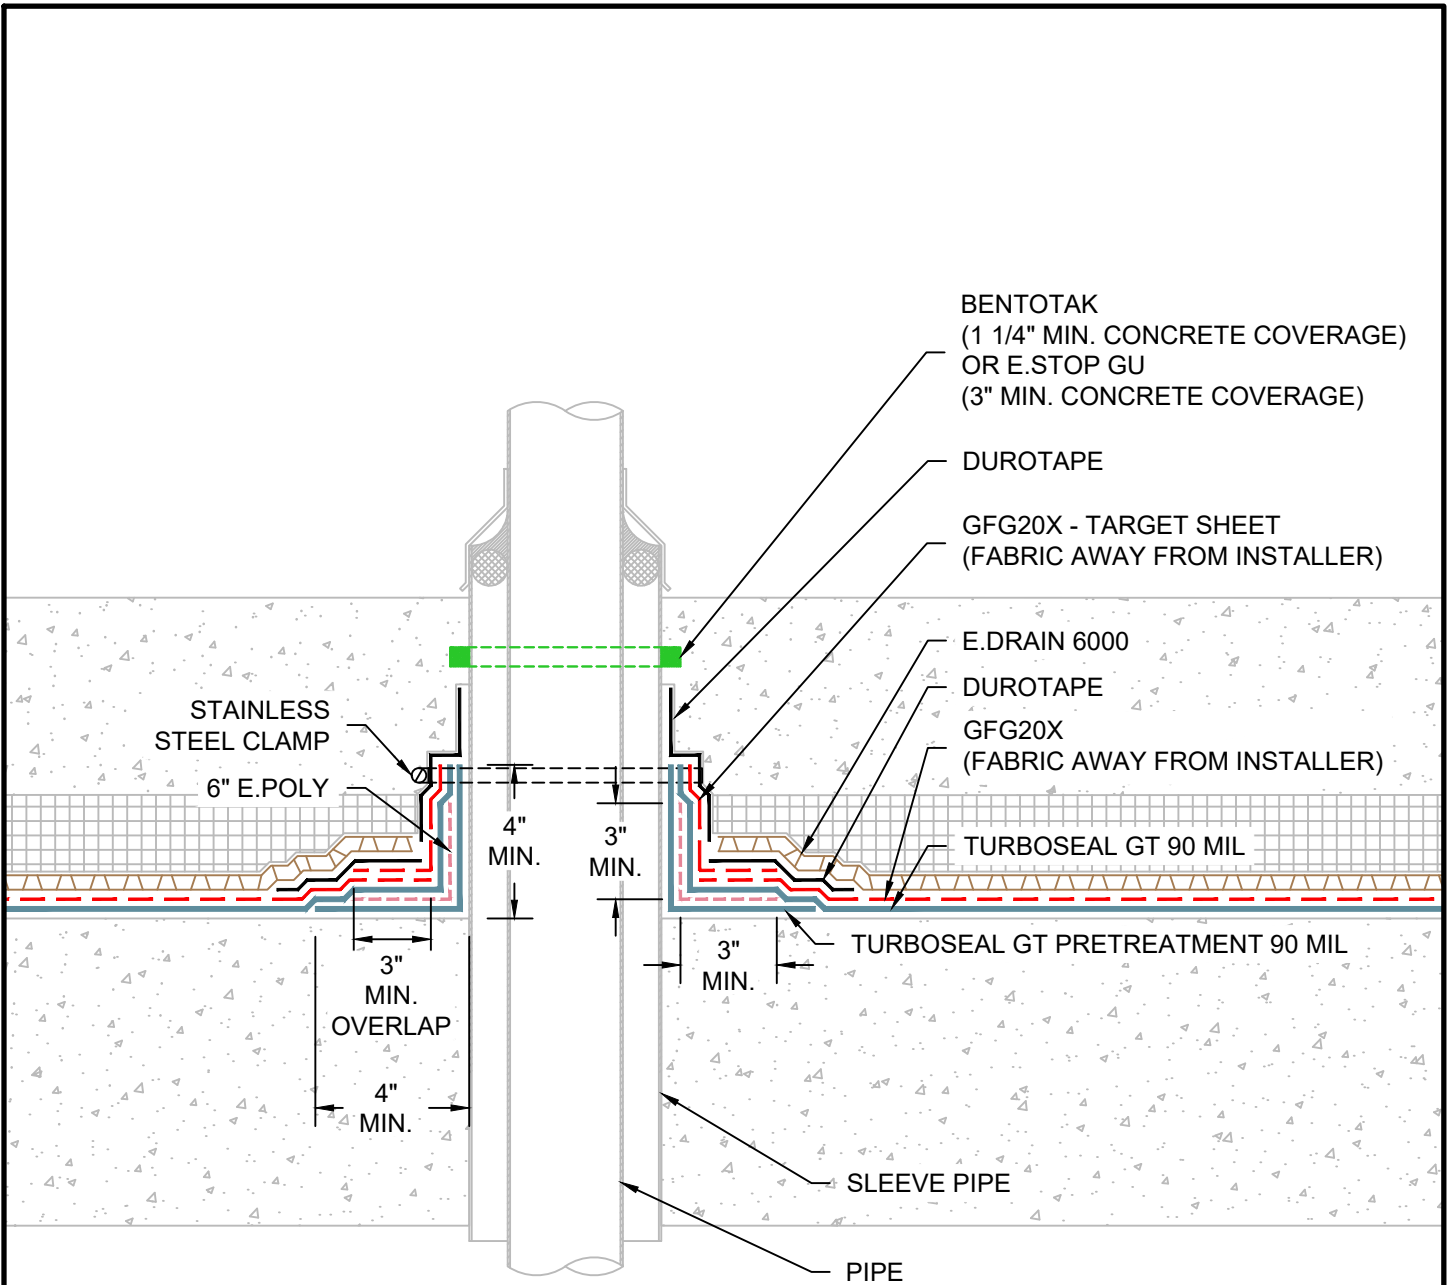 BENTOTAK
(1 1/4" MIN. CONCRETE COVERAGE)
OR E.STOP GU
(3" MIN. CONCRETE COVERAGE)
DUROTAPE
GFG20X - TARGET SHEET
(FABRIC AWAY FROM INSTALLER)
E.DRAIN 6000
DUROTAPE
GFG20X
(FABRIC AWAY FROM INSTALLER)
TURBOSEAL GT 90 MIL
TURBOSEAL GT PRETREATMENT 90 MIL
STAINLESS
STEEL CLAMP
6" E.POLY
4"
MIN.
3"
MIN.
3"
MIN.
OVERLAP
3"
MIN.
4"
MIN.
SLEEVE PIPE
PIPE